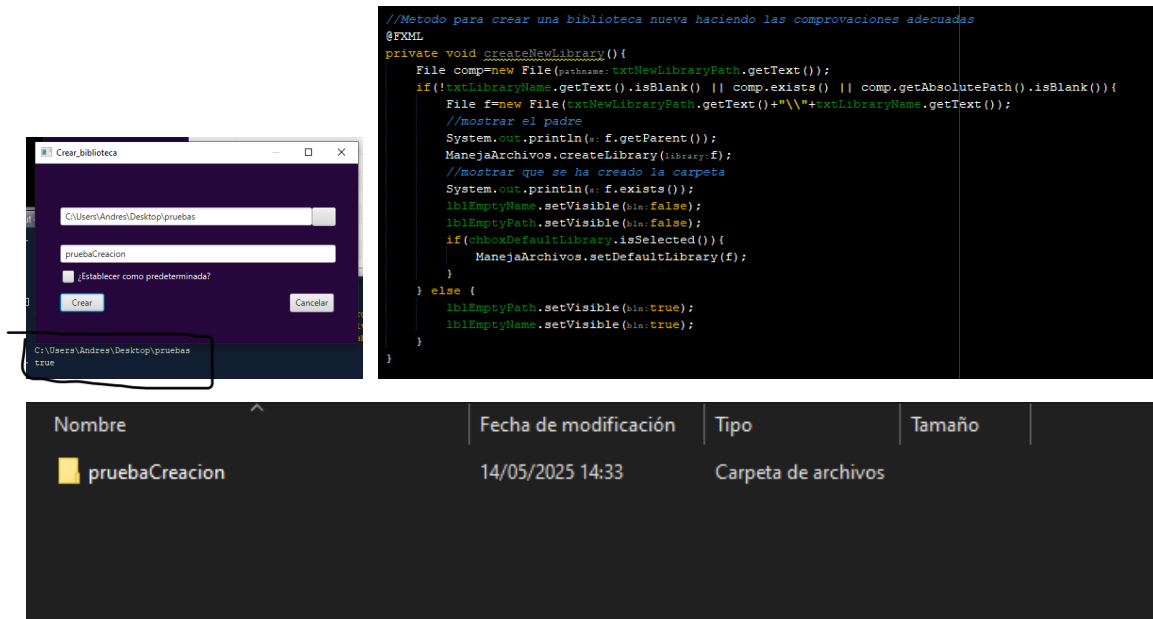 Crear_biblioteca
C:\Users\Andres\Desktop\pruebas
pruebaCreacion
¿Establecer como predeterminada?
Crear
Cancelar
C:\Users\Andres\Desktop\pruebas
true
//Metodo para crear una biblioteca nueva haciendo las comprovaciones adecuadas
@FXML
private void createNewLibrary(){
File comp=new File(pathname: txtNewLibraryPath.getText());
if(!txtLibraryName.getText().isBlank() || comp.exists() || comp.getAbsolutePath().isBlank()){
File f=new File(txtNewLibraryPath.getText()+"\\"+txtLibraryName.getText());
//mostrar el padre
System.out.println(x: f.getParent());
ManejaArchivos.createLibrary(library: f);
//mostrar que se ha creado la carpeta
System.out.println(x: f.exists());
lblEmptyName.setVisible(bln: false);
lblEmptyPath.setVisible(bln: false);
if(chboxDefaultLibrary.isSelected()){
ManejaArchivos.setDefaultLibrary(f);
}
} else {
lblEmptyPath.setVisible(bln: true);
lblEmptyName.setVisible(bln: true);
}
}
Nombre Fecha de modificación Tipo Tamaño
pruebaCreacion 14/05/2025 14:33 Carpeta de archivos